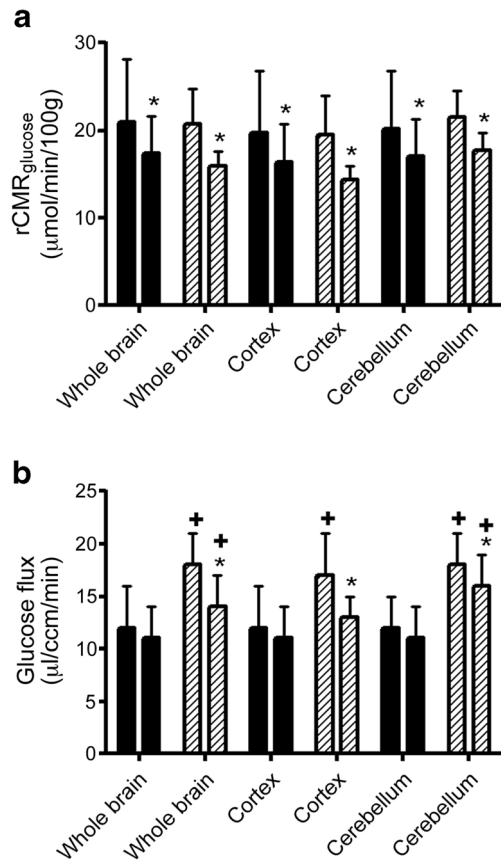 a
rCMRglucose
(μmol/min/100g)
30
20
10
0
* * * * * *
Whole brain
Whole brain
Cortex
Cortex
Cerebellum
Cerebellum
b
Glucose flux
(μl/ccm/min)
25
20
15
10
5
0
+ + + + +
* * *
Whole brain
Whole brain
Cortex
Cortex
Cerebellum
Cerebellum